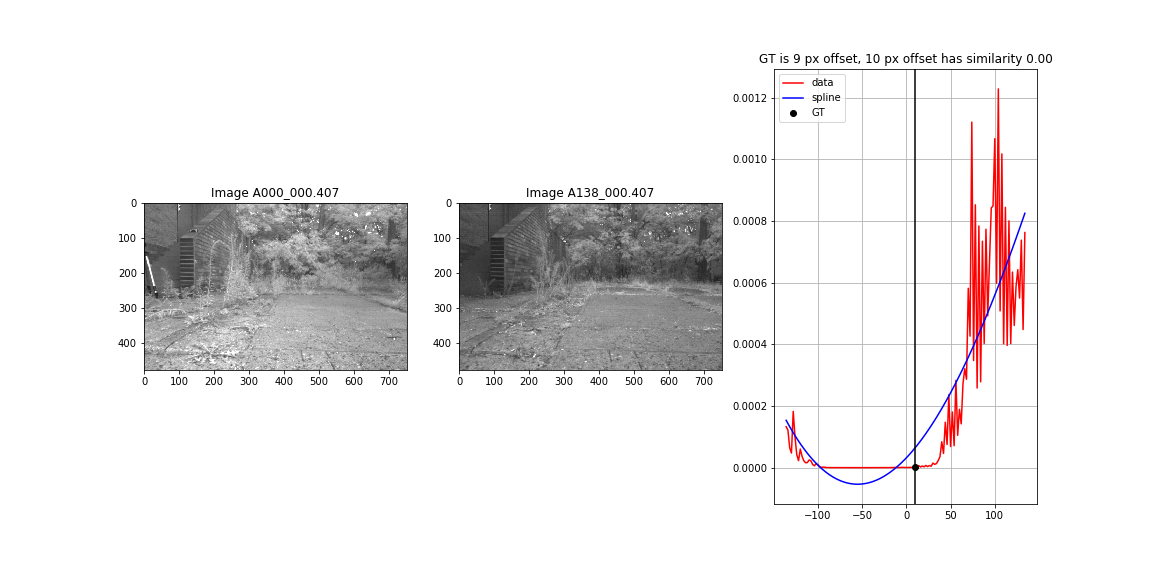 Image A000_000.407
0
100
200
300
400
0 100 200 300 400 500 600 700
Image A138_000.407
0
100
200
300
400
0 100 200 300 400 500 600 700
GT is 9 px offset, 10 px offset has similarity 0.00
data
spline
GT
0.0012
0.0010
0.0008
0.0006
0.0004
0.0002
0.0000
−100 −50 0 50 100